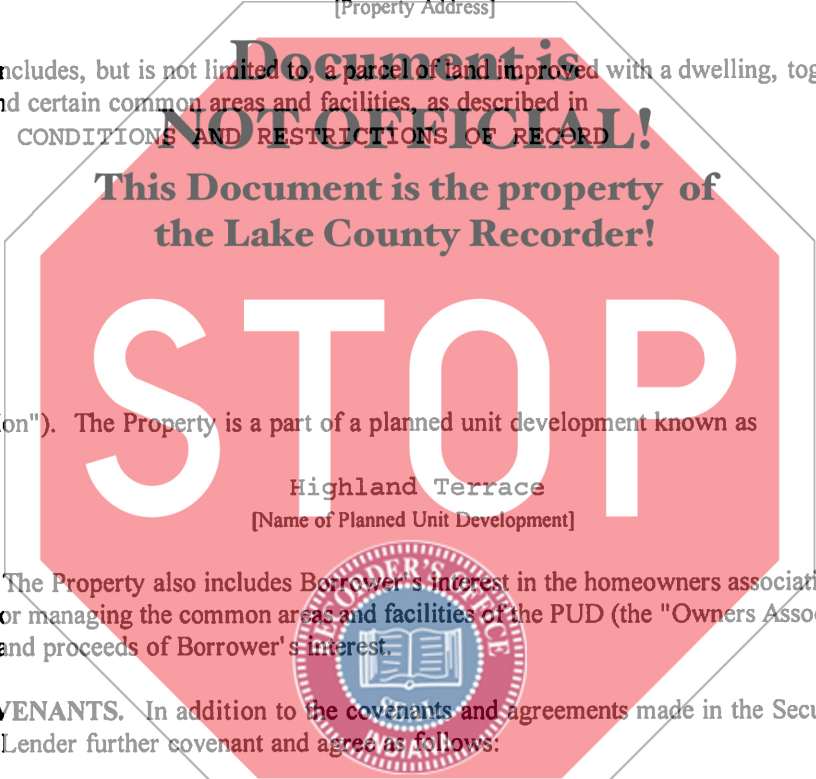 [Property Address]
Document is
ncludes, but is not limited to, a parcel of land improved with a dwelling, tog
nd certain common areas and facilities, as described in
NOT OFFICIAL!
CONDITIONS AND RESTRICTIONS OF RECORD
This Document is the property of
the Lake County Recorder!
STOP
ion"). The Property is a part of a planned unit development known as
Highland Terrace
[Name of Planned Unit Development]
RECORDER'S OFFICE
The Property also includes Borrower's interest in the homeowners associati
or managing the common areas and facilities of the PUD (the "Owners Asso
and proceeds of Borrower's interest.
SEAL
VENANTS. In addition to the covenants and agreements made in the Secu
Lender further covenant and agree as follows:
INDIANA